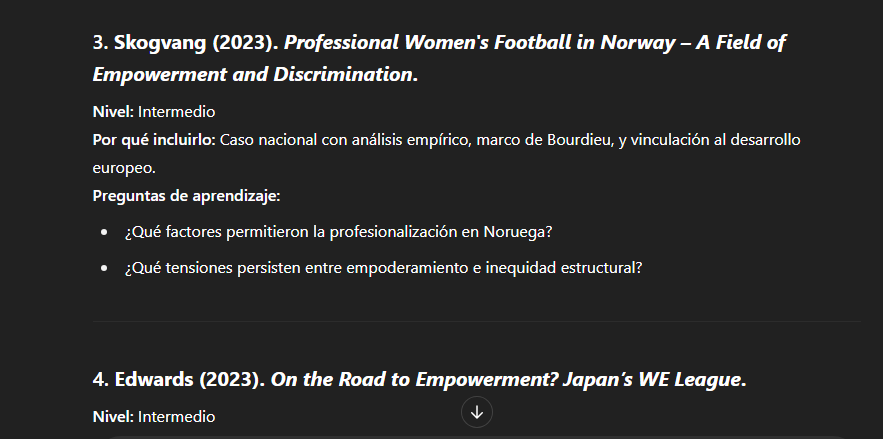 3. Skogvang (2023). Professional Women's Football in Norway – A Field of
Empowerment and Discrimination.
Nivel: Intermedio
Por qué incluirlo: Caso nacional con análisis empírico, marco de Bourdieu, y vinculación al desarrollo
europeo.
Preguntas de aprendizaje:
• ¿Qué factores permitieron la profesionalización en Noruega?
• ¿Qué tensiones persisten entre empoderamiento e inequidad estructural?
4. Edwards (2023). On the Road to Empowerment? Japan’s WE League.
Nivel: Intermedio